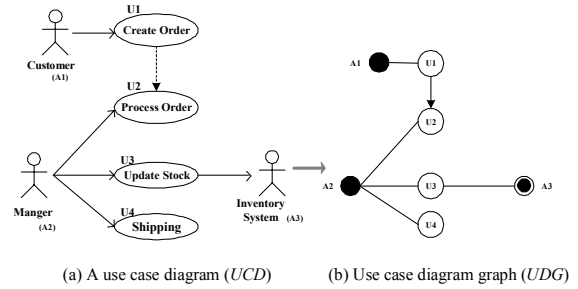 U1
Create Order
Customer
(A1)
U2
Process Order
U3
Update Stock
Manger
(A2)
Inventory
System (A3)
U4
Shipping
A1
U1
U2
A2
U3
A3
U4
(a) A use case diagram (UCD)
(b) Use case diagram graph (UDG)